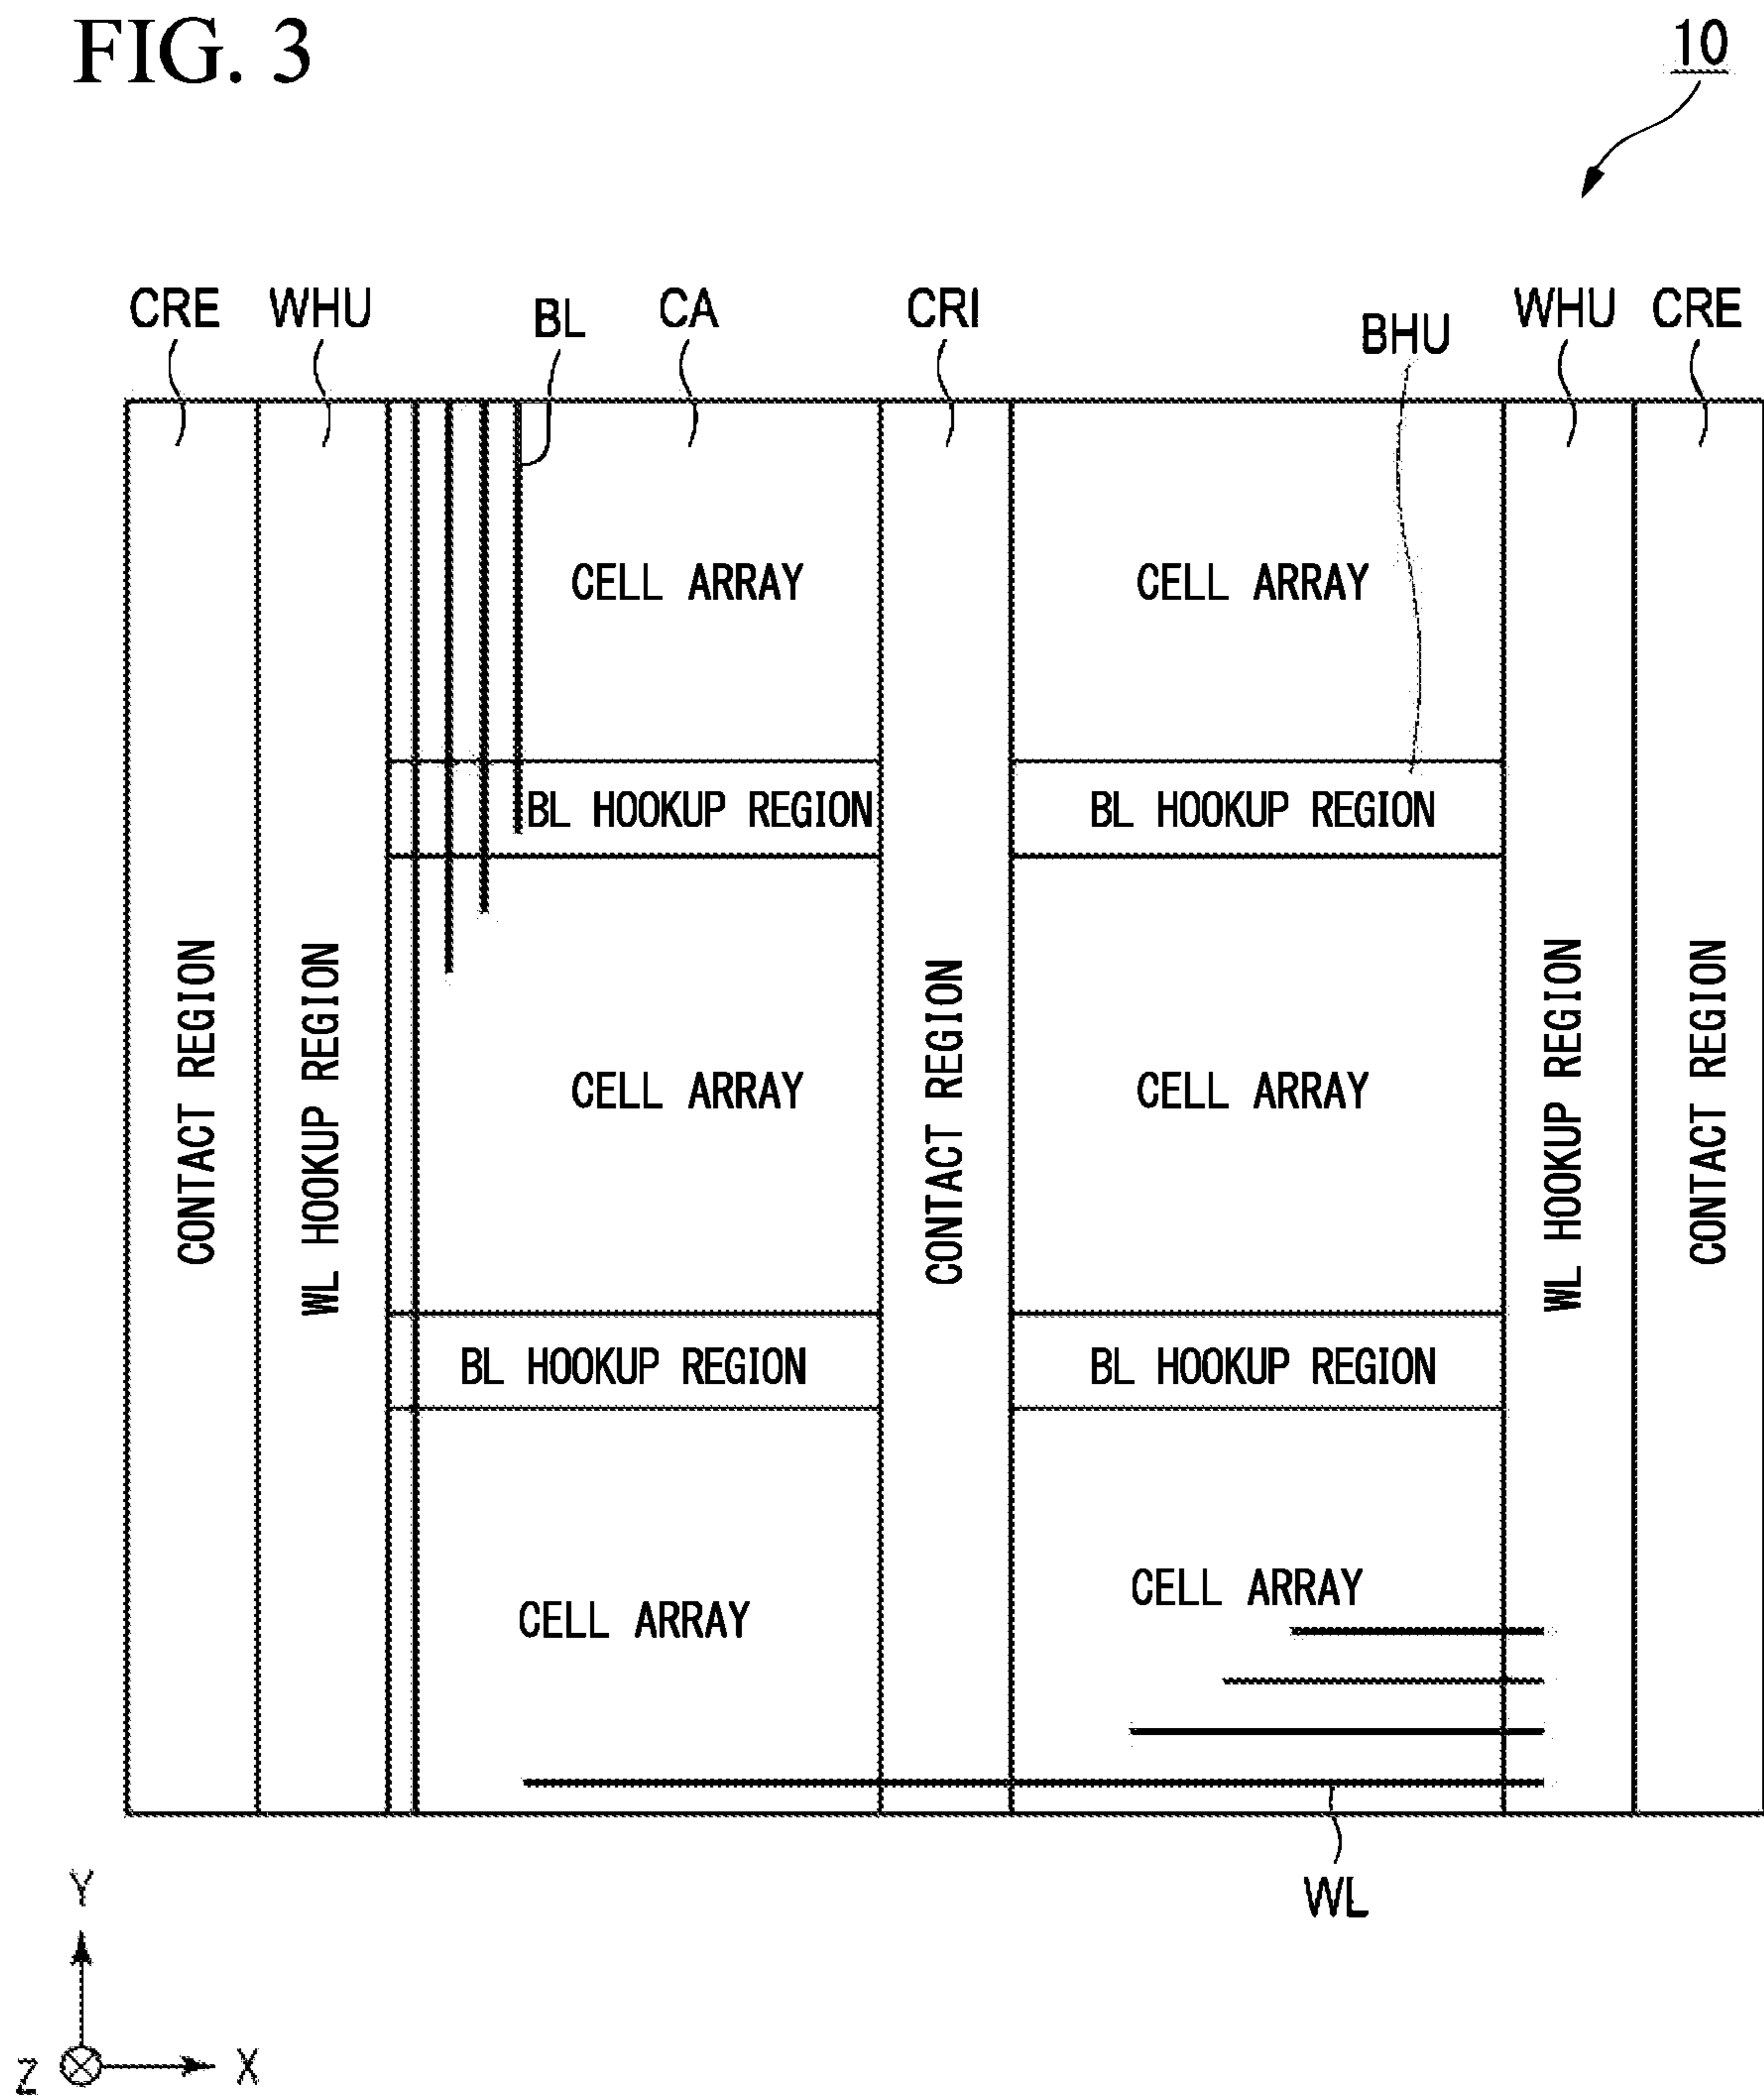 FIG. 3
10
CRE WHU BL CA CRI BHU WHU CRE
CELL ARRAY CELL ARRAY
BL HOOKUP REGION BL HOOKUP REGION
CONTACT REGION
WL HOOKUP REGION
CELL ARRAY
CONTACT REGION
CELL ARRAY
WL HOOKUP REGION
CONTACT REGION
BL HOOKUP REGION BL HOOKUP REGION
CELL ARRAY CELL ARRAY
WL
Y
Z X